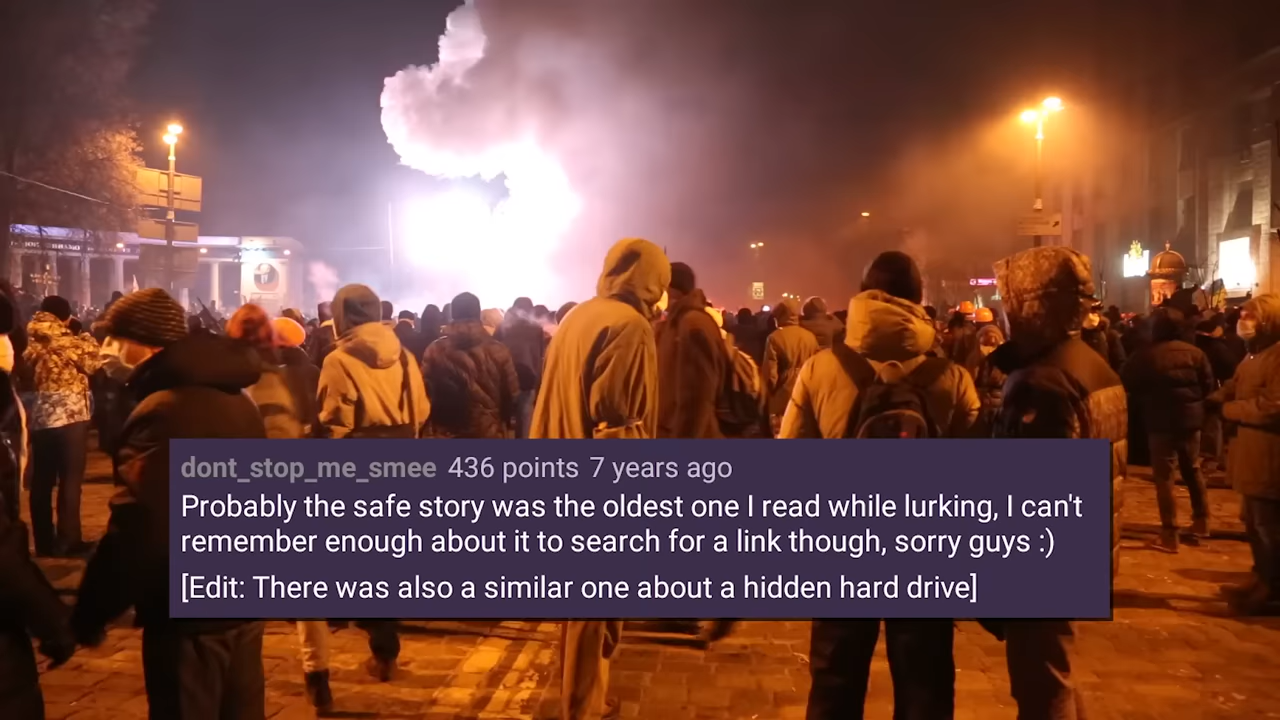 dont_stop_me_smee 436 points 7 years ago
Probably the safe story was the oldest one I read while lurking, I can't
remember enough about it to search for a link though, sorry guys :)
[Edit: There was also a similar one about a hidden hard drive]